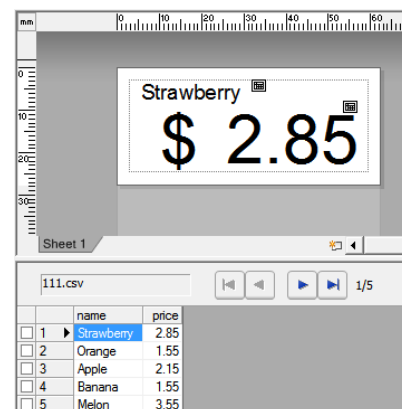 mm
0 10 20 30 40 50 60
0
10
20
30
Strawberry
$ 2.85
Sheet 1
111.csv
1/5
name price
1 Strawberry 2.85
2 Orange 1.55
3 Apple 2.15
4 Banana 1.55
5 Melon 3.55